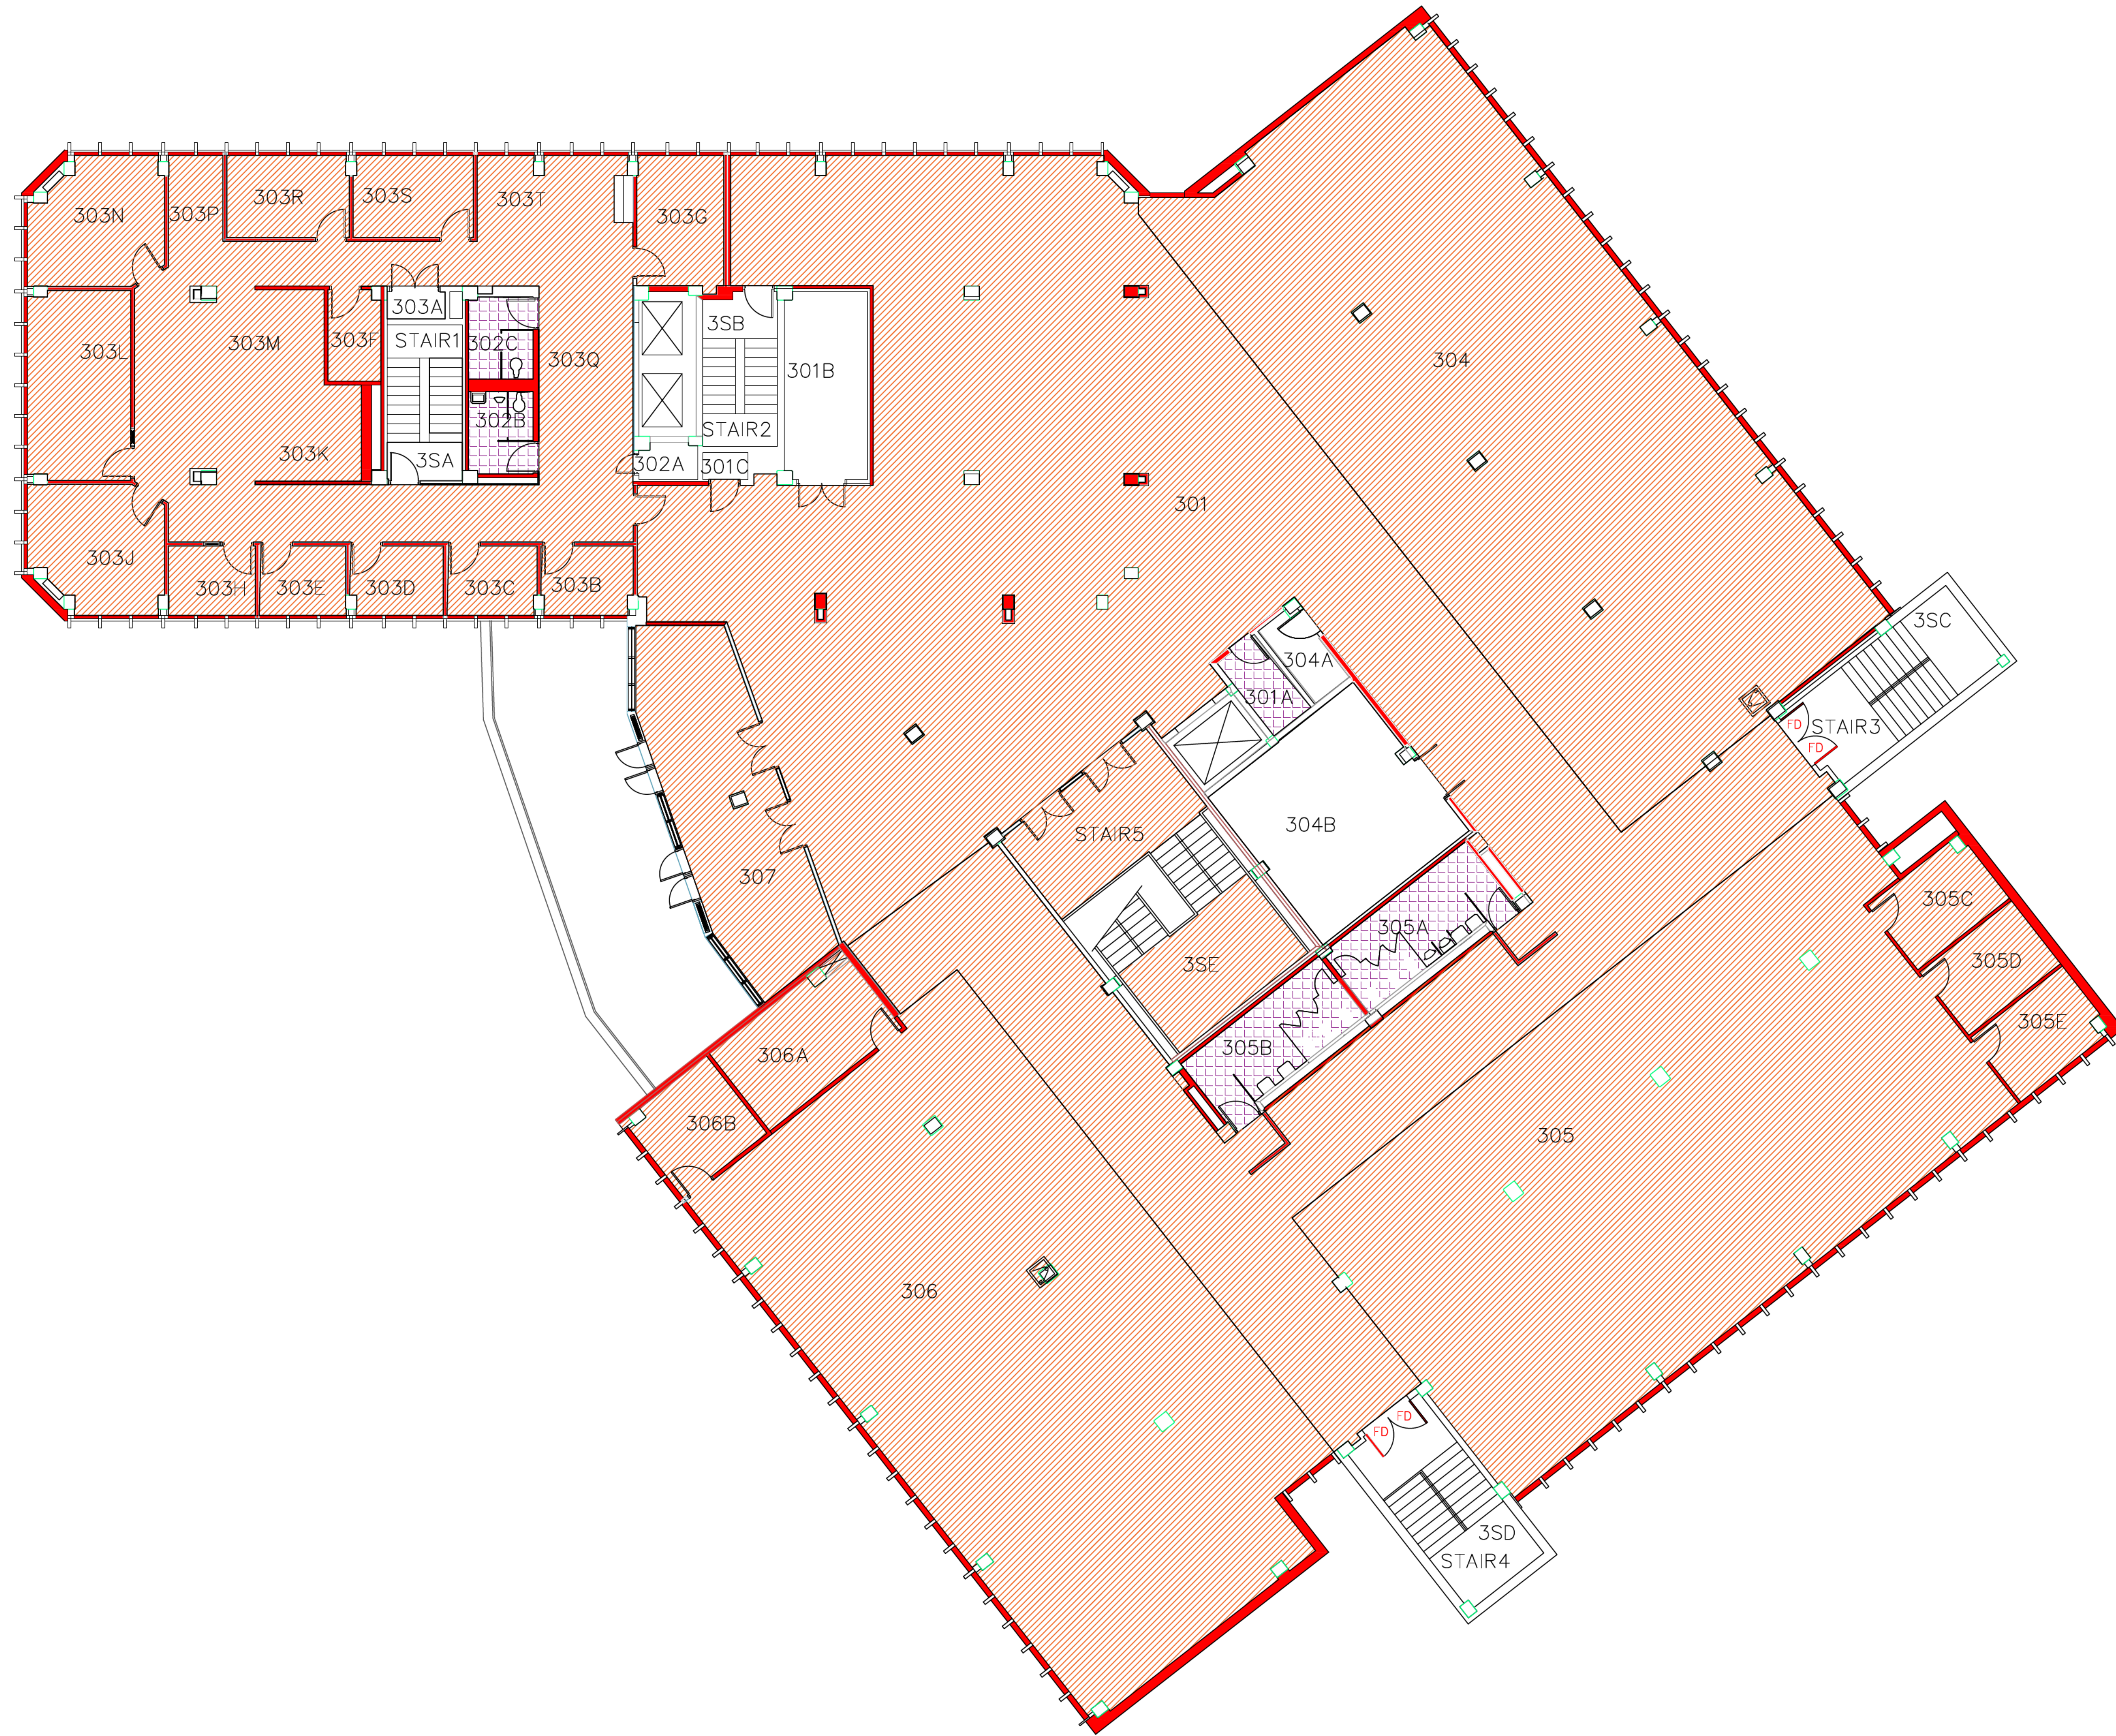 303N
303P
303R
303S
303T
303G
303A
303L
303M
303F
STAIR1
302C
303Q
3SB
301B
304
302B
STAIR2
303K
3SA
302A
301C
301
303J
303H
303E
303D
303C
303B
3SC
304A
301A
FD
STAIR3
FD
STAIR5
304B
307
305C
305A
3SE
305D
305E
306A
305B
306B
305
306
FD
FD
3SD
STAIR4